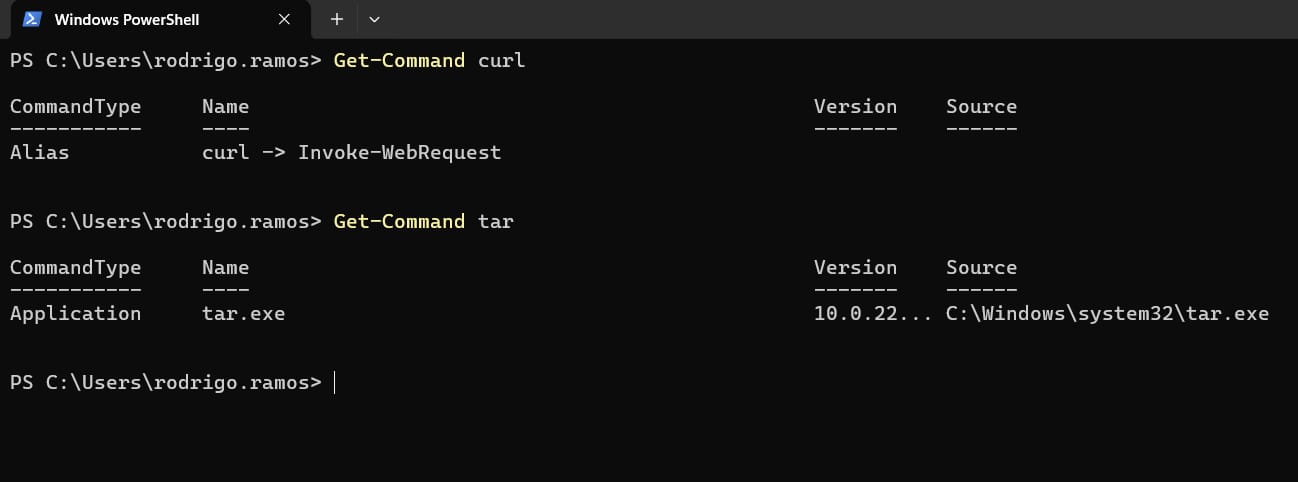 Windows PowerShell
PS C:\Users\rodrigo.ramos> Get-Command curl
CommandType     Name                                               Version    Source
-----------     ----                                               -------    ------
Alias           curl -> Invoke-WebRequest
PS C:\Users\rodrigo.ramos> Get-Command tar
CommandType     Name                                               Version    Source
-----------     ----                                               -------    ------
Application     tar.exe                                            10.0.22... C:\Windows\system32\tar.exe
PS C:\Users\rodrigo.ramos>